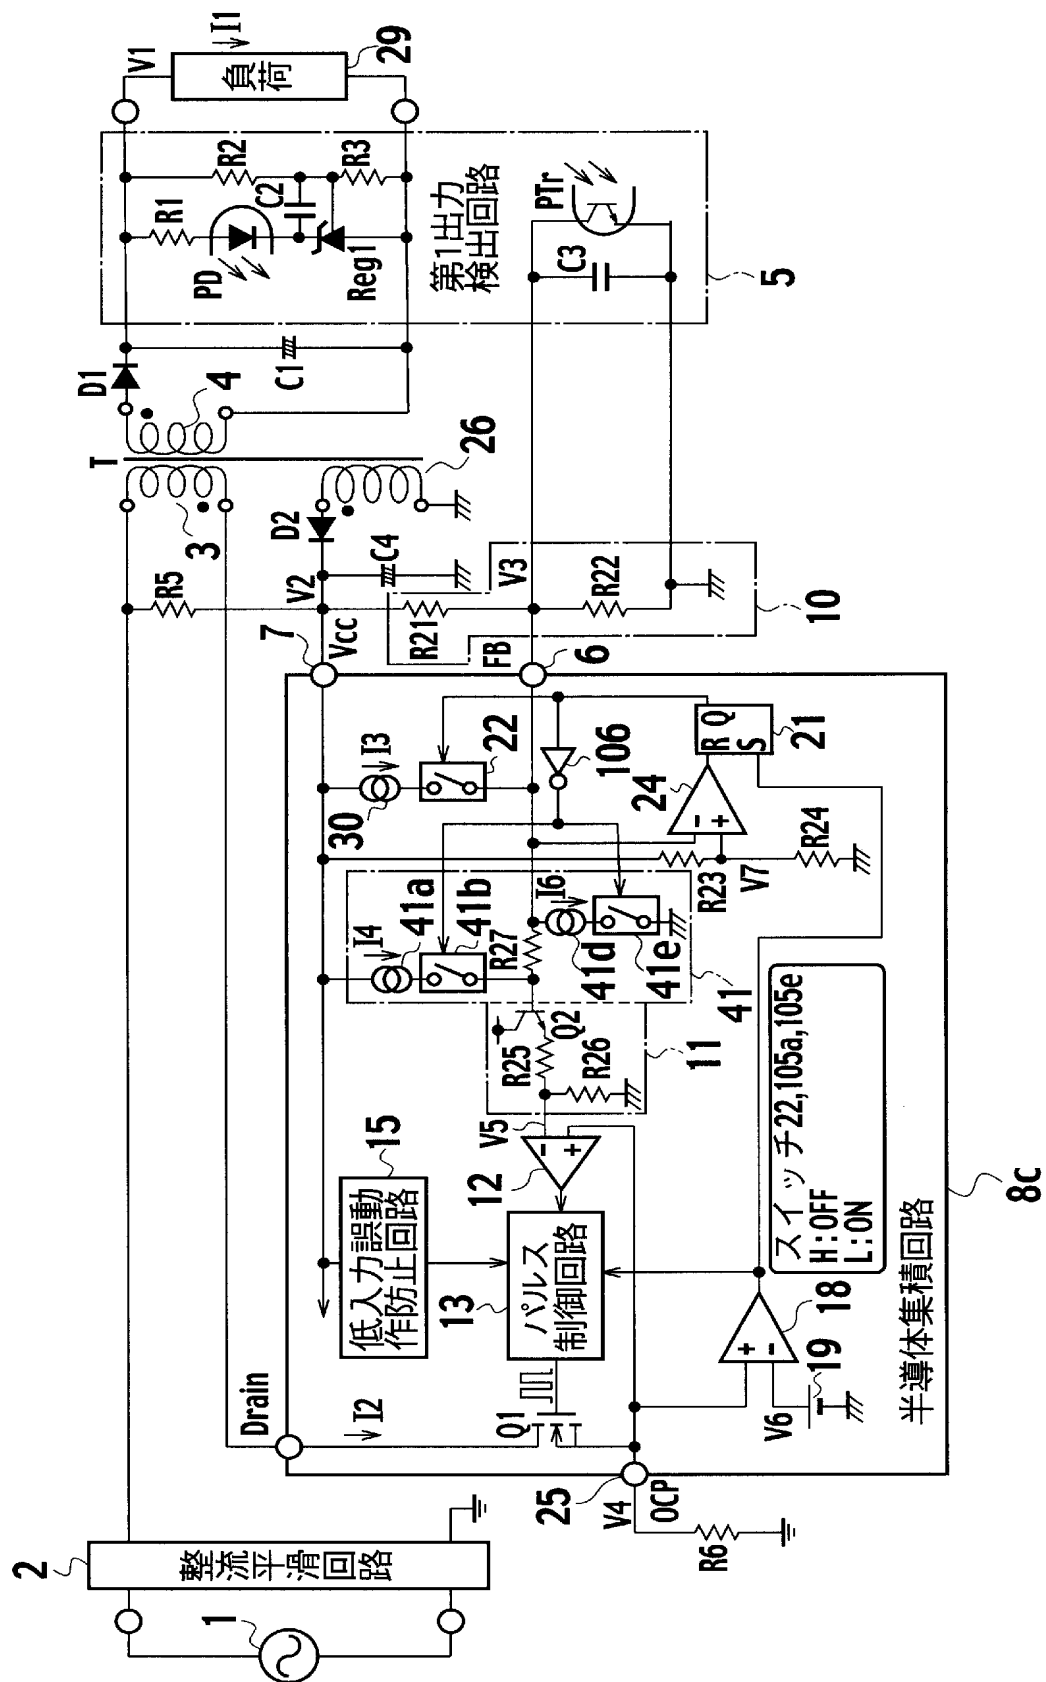 1
2
整流平滑回路
3
T
4
D1
C1
R1
PD
R2
C2
Reg1
R3
第1出力
検出回路
C3
PTr
5
V1
I1
負荷
29
26
D2
C4
R5
V2
7
Vcc
R21
V3
FB
6
R22
10
Drain
I2
15
低入力誤動
作防止回路
Q1
13
パルス
制御回路
12
V5
R25
R26
Q2
11
I4
41a
41b
R27
I6
41d
41e
41
30
I3
22
106
R23
V7
R24
24
R Q
S
21
25
V4
OCP
R6
V6
19
18
スイッチ22,105a,105e
H:OFF
L:ON
半導体集積回路
8c